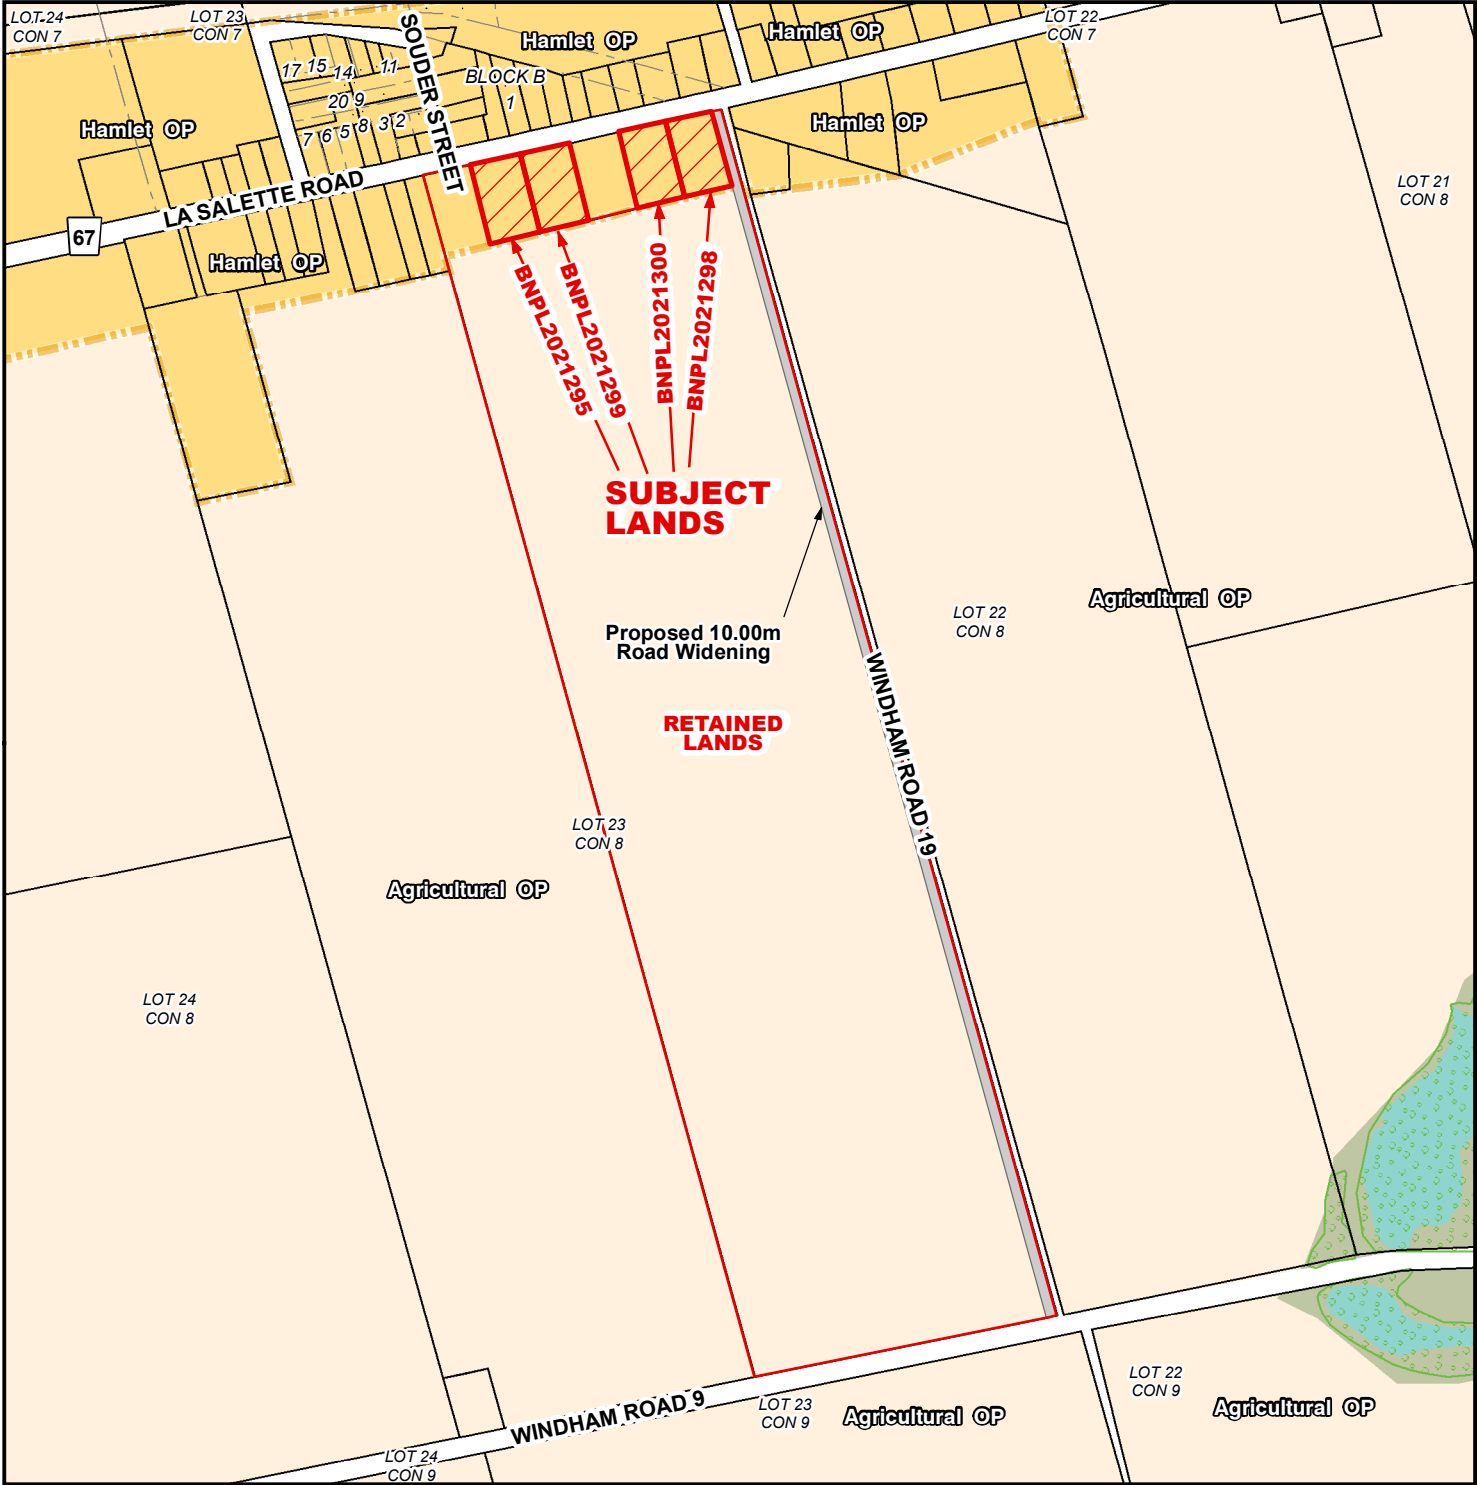 LOT 24
CON 7
LOT 23
CON 7
SOUDER STREET
Hamlet OP
Hamlet OP
LOT 22
CON 7
17 15 14 11
BLOCK B
1
20 9
7 6 5 8 3 2
Hamlet OP
Hamlet OP
LOT 21
CON 8
LA SALETTE ROAD
67
Hamlet OP
BNPL2021295
BNPL2021299
BNPL2021300
BNPL2021298
SUBJECT
LANDS
Proposed 10.00m
Road Widening
LOT 22
CON 8
Agricultural OP
RETAINED
LANDS
WINDHAM ROAD 19
LOT 23
CON 8
Agricultural OP
LOT 24
CON 8
WINDHAM ROAD 9
LOT 23
CON 9
Agricultural OP
LOT 22
CON 9
Agricultural OP
LOT 24
CON 9